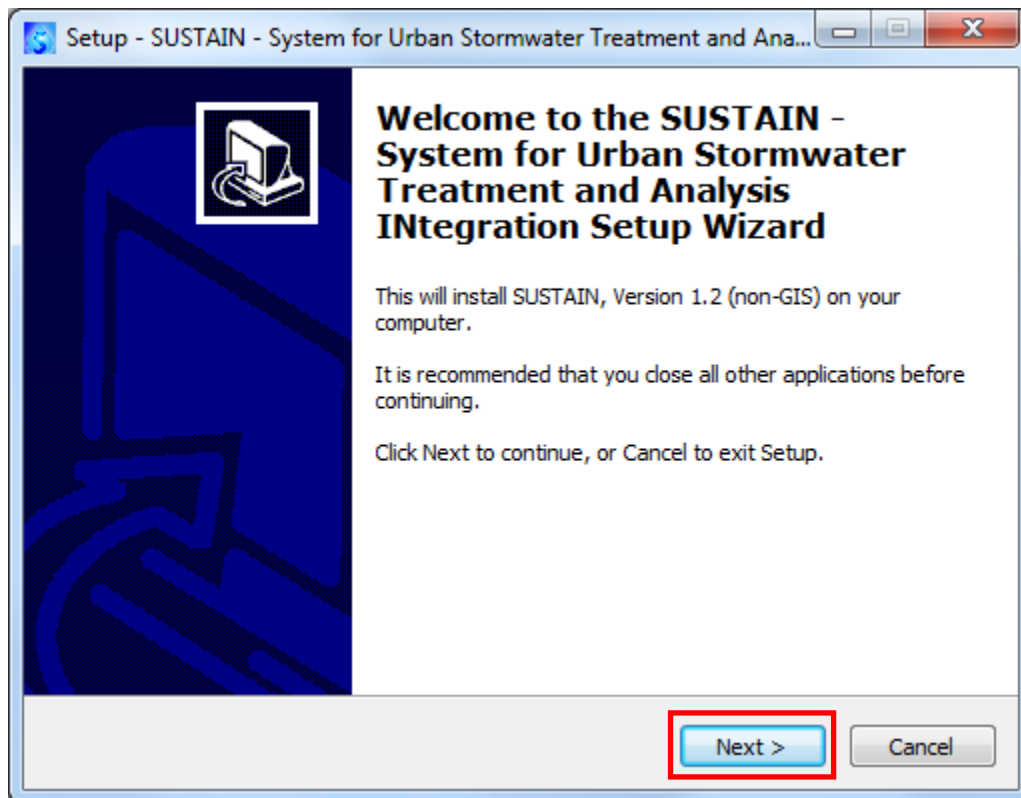 Setup - SUSTAIN - System for Urban Stormwater Treatment and Ana...
Welcome to the SUSTAIN -
System for Urban Stormwater
Treatment and Analysis
INtegration Setup Wizard
This will install SUSTAIN, Version 1.2 (non-GIS) on your
computer.
It is recommended that you close all other applications before
continuing.
Click Next to continue, or Cancel to exit Setup.
Next >
Cancel